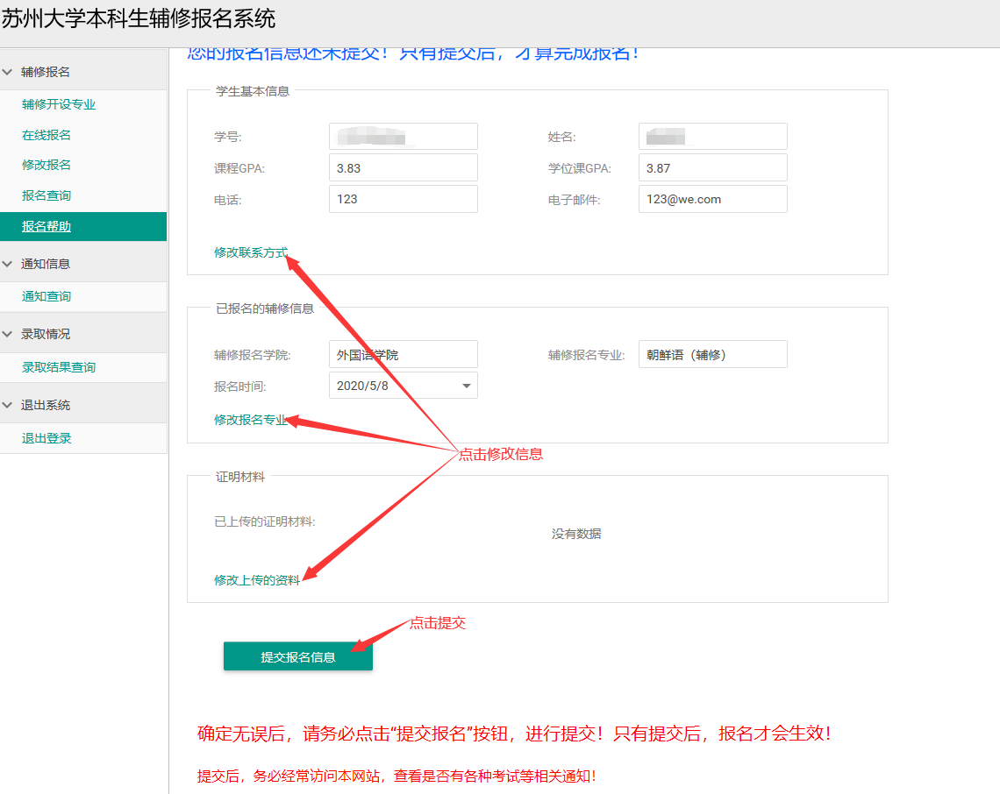 苏州大学本科生辅修报名系统
辅修报名
辅修开设专业
在线报名
修改报名
报名查询
报名帮助
通知信息
通知查询
录取情况
录取结果查询
退出系统
退出登录
您的报名信息还未提交！只有提交后，才算完成报名！
学生基本信息
学号: 姓名:
课程GPA: 3.83 学位课GPA: 3.87
电话: 123 电子邮件: 123@we.com
修改联系方式
已报名的辅修信息
辅修报名学院: 外国语学院 辅修报名专业: 朝鲜语（辅修）
报名时间: 2020/5/8
修改报名专业
点击修改信息
证明材料
已上传的证明材料:
没有数据
修改上传的资料
点击提交
提交报名信息
确定无误后，请务必点击“提交报名”按钮，进行提交！只有提交后，报名才会生效！
提交后，务必经常访问本网站，查看是否有各种考试等相关通知！